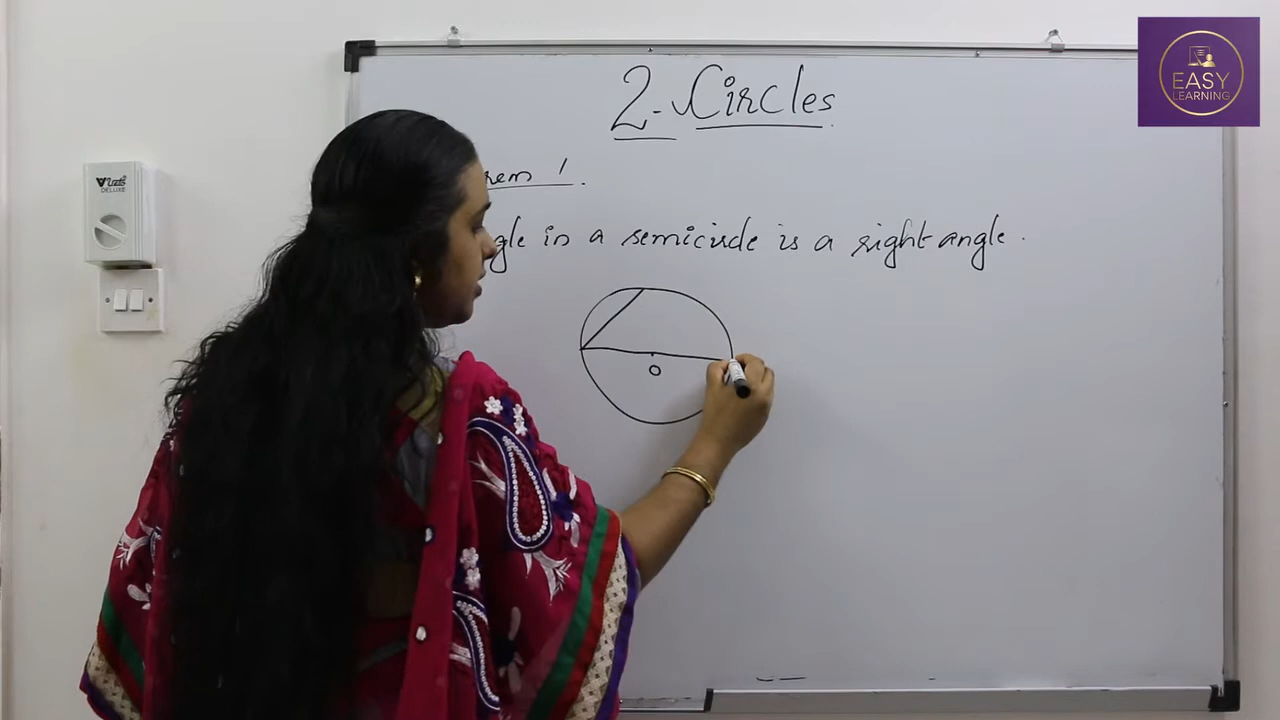 2. Circles
EASY
LEARNING
rem 1.
gle in a semicircle is a right angle.
O
DELUXE